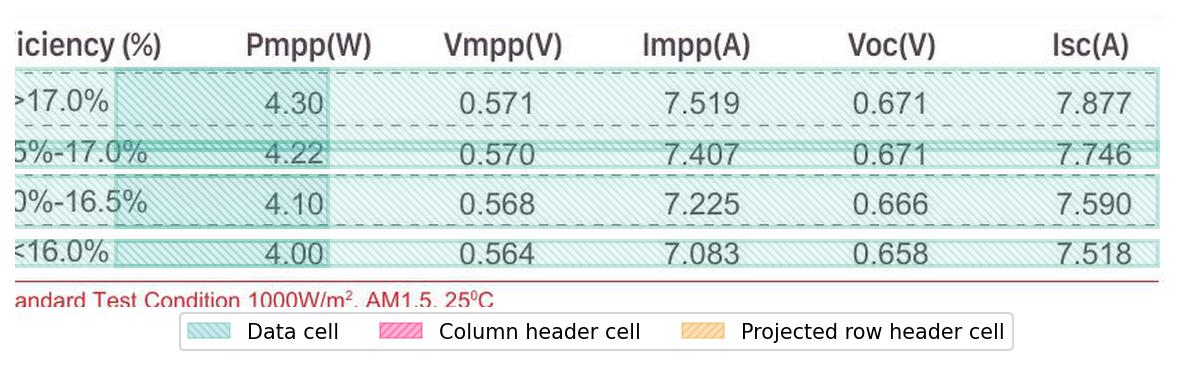 iciency (%) Pmpp(W) Vmpp(V) Impp(A) Voc(V) Isc(A)
>17.0% 4.30 0.571 7.519 0.671 7.877
5%-17.0% 4.22 0.570 7.407 0.671 7.746
0%-16.5% 4.10 0.568 7.225 0.666 7.590
<16.0% 4.00 0.564 7.083 0.658 7.518
andard Test Condition 1000W/m², AM1.5, 25⁰C
Data cell Column header cell Projected row header cell